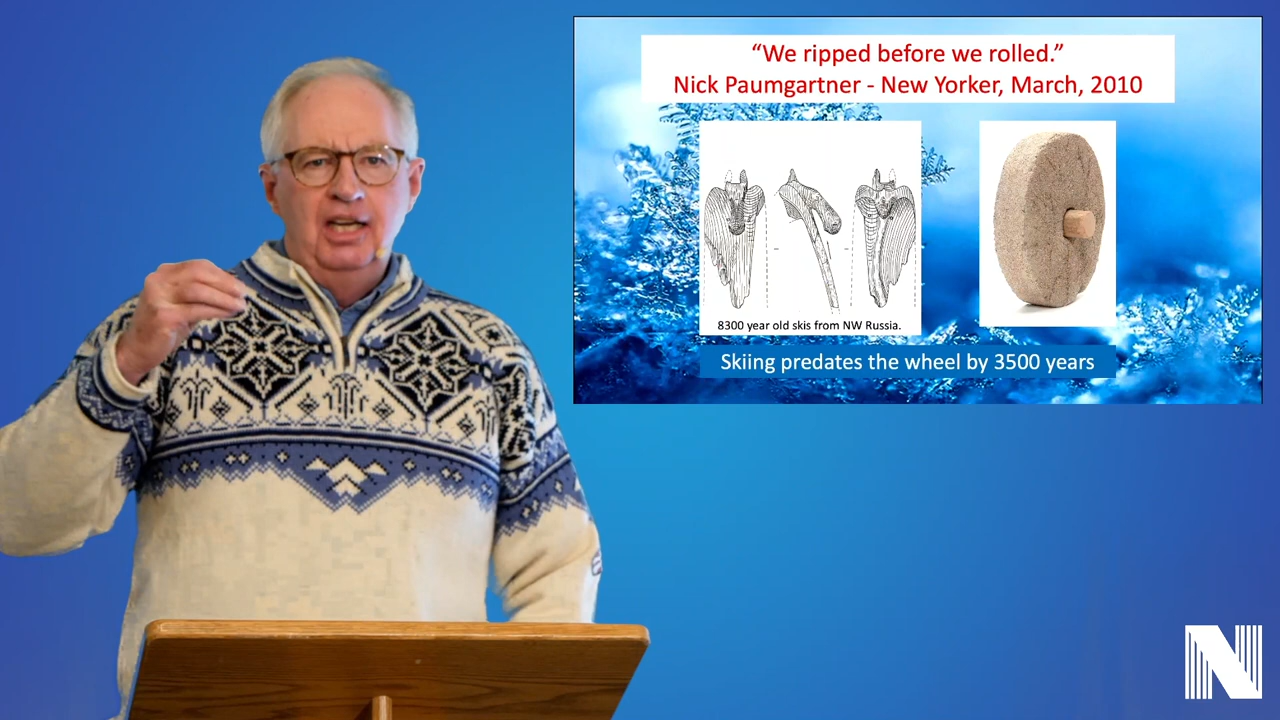 “We ripped before we rolled.”
Nick Paumgartner - New Yorker, March, 2010
8300 year old skis from NW Russia.
Skiing predates the wheel by 3500 years
N